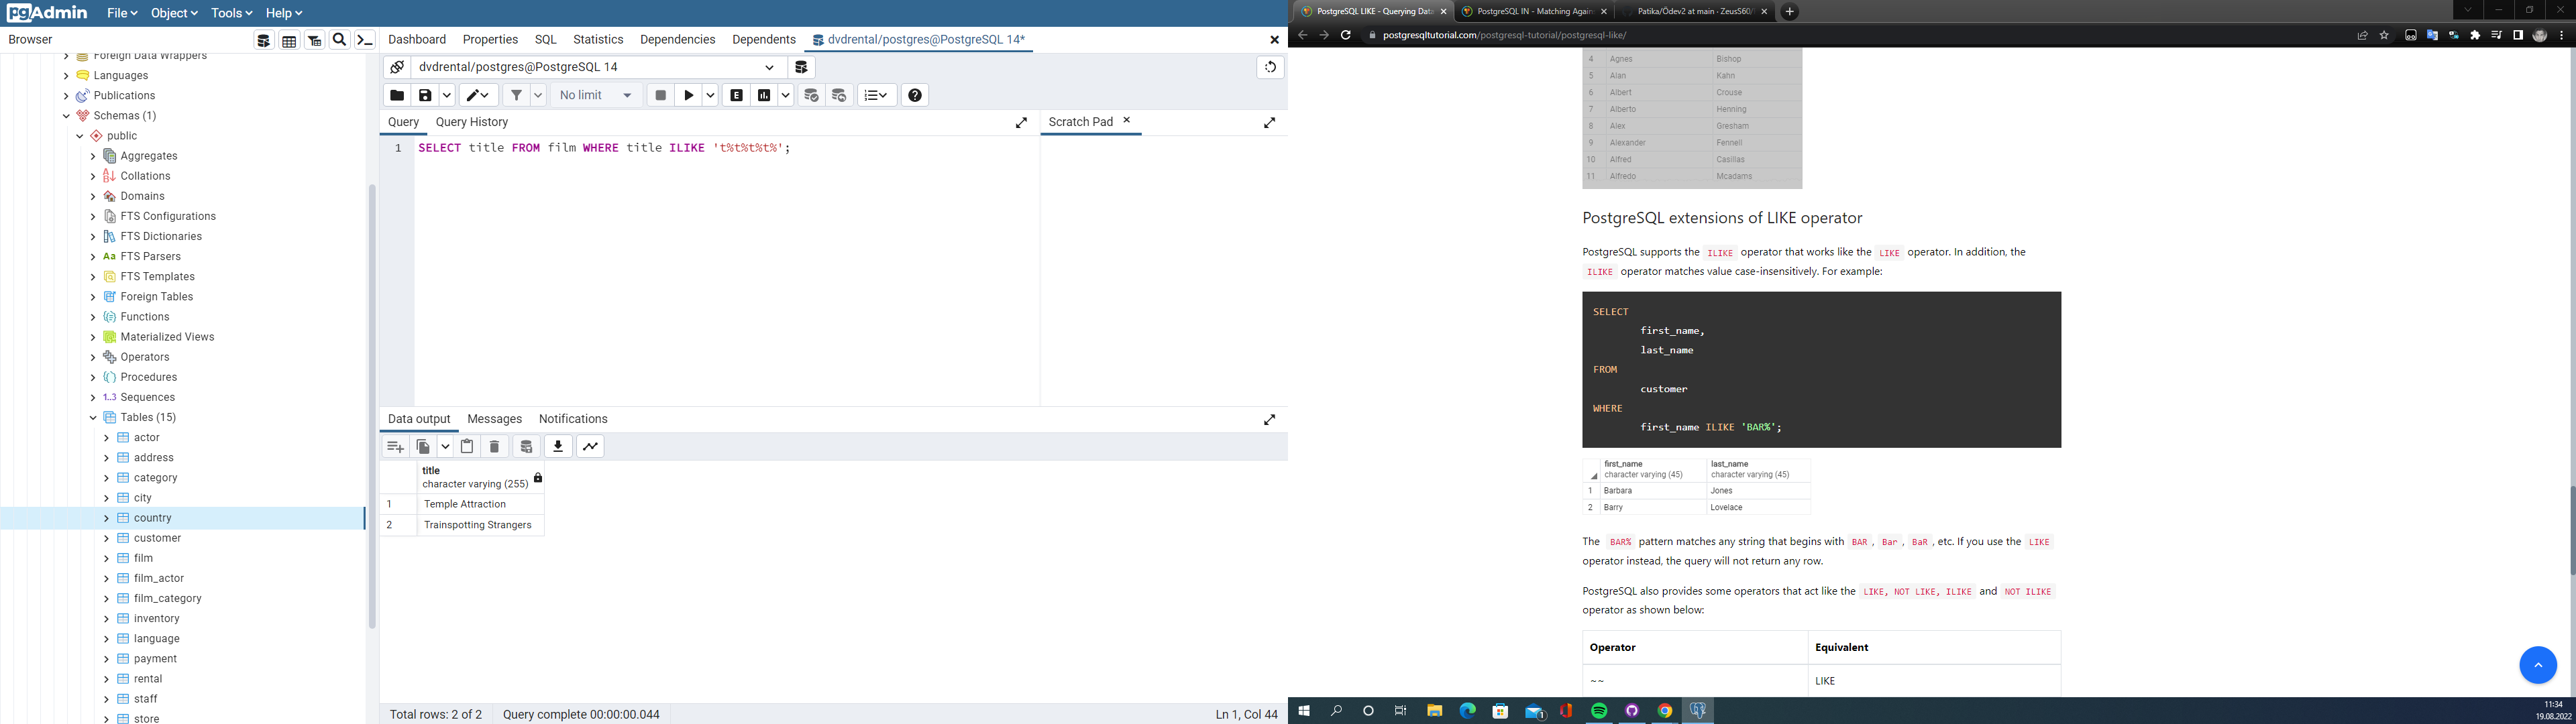 pgAdmin File Object Tools Help
Browser
Foreign Data Wrappers
Languages
Publications
Schemas (1)
public
Aggregates
Collations
Domains
FTS Configurations
FTS Dictionaries
Aa FTS Parsers
FTS Templates
Foreign Tables
Functions
Materialized Views
Operators
Procedures
1..3 Sequences
Tables (15)
actor
address
category
city
country
customer
film
film_actor
film_category
inventory
language
payment
rental
staff
store
Dashboard Properties SQL Statistics Dependencies Dependents dvdrental/postgres@PostgreSQL 14*
dvdrental/postgres@PostgreSQL 14
No limit
Query Query History
Scratch Pad
1 SELECT title FROM film WHERE title ILIKE 't%t%t%t%';
Data output Messages Notifications
title
character varying (255)
1 Temple Attraction
2 Trainspotting Strangers
Total rows: 2 of 2 Query complete 00:00:00.044 Ln 1, Col 44
PostgreSQL LIKE - Querying Dat PostgreSQL IN - Matching Again Patika/Ödev2 at main · ZeusS60/
postgresqltutorial.com/postgresql-tutorial/postgresql-like/
4 Agnes Bishop
5 Alan Kahn
6 Albert Crouse
7 Alberto Henning
8 Alex Gresham
9 Alexander Fennell
10 Alfred Casillas
11 Alfredo Mcadams
PostgreSQL extensions of LIKE operator
PostgreSQL supports the ILIKE operator that works like the LIKE operator. In addition, the
ILIKE operator matches value case-insensitively. For example:
SELECT
first_name,
last_name
FROM
customer
WHERE
first_name ILIKE 'BAR%';
first_name last_name
character varying (45) character varying (45)
1 Barbara Jones
2 Barry Lovelace
The BAR% pattern matches any string that begins with BAR, Bar, BaR, etc. If you use the LIKE
operator instead, the query will not return any row.
PostgreSQL also provides some operators that act like the LIKE, NOT LIKE, ILIKE and NOT ILIKE
operator as shown below:
Operator Equivalent
~~ LIKE
11:34
19.08.2022